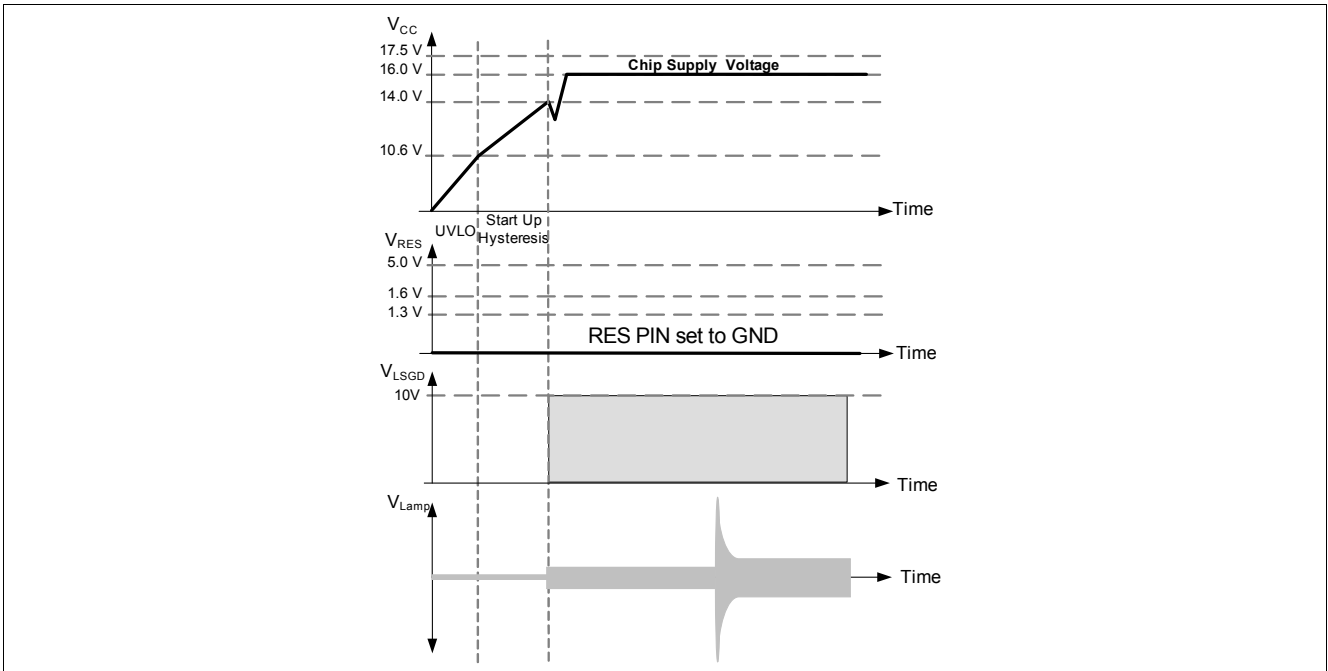 VCC
17.5 V
16.0 V
Chip Supply Voltage
14.0 V
10.6 V
Time
UVLO
Start Up
Hysteresis
VRES
5.0 V
1.6 V
1.3 V
RES PIN set to GND
Time
VLSGD
10V
Time
VLamp
Time